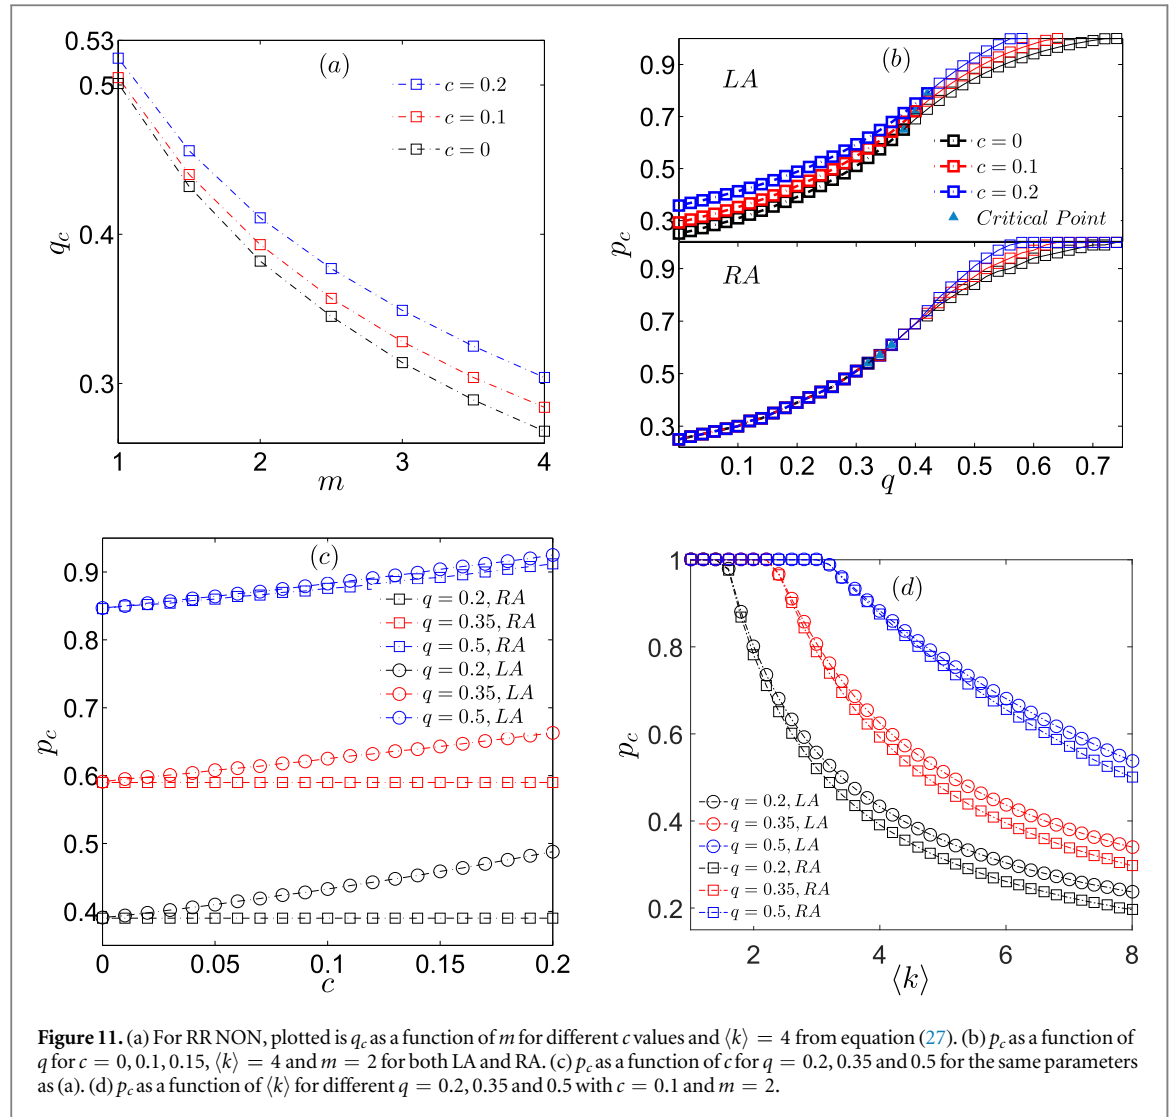 (a)
0.53
0.5
0.4
0.3
q_c
1 2 3 4
m
c = 0.2
c = 0.1
c = 0
(b)
LA
0.9
0.7
0.5
0.3
c = 0
c = 0.1
c = 0.2
Critical Point
p_c
RA
0.9
0.7
0.5
0.3
0.1 0.2 0.3 0.4 0.5 0.6 0.7
q
(c)
0.9
0.8
0.7
0.6
0.5
0.4
p_c
q = 0.2, RA
q = 0.35, RA
q = 0.5, RA
q = 0.2, LA
q = 0.35, LA
q = 0.5, LA
0 0.05 0.1 0.15 0.2
c
(d)
1
0.8
0.6
0.4
0.2
p_c
q = 0.2, LA
q = 0.35, LA
q = 0.5, LA
q = 0.2, RA
q = 0.35, RA
q = 0.5, RA
2 4 6 8
⟨k⟩
Figure 11. (a) For RR NON, plotted is q_c as a function of m for different c values and ⟨k⟩ = 4 from equation (27). (b) p_c as a function of
q for c = 0, 0.1, 0.15, ⟨k⟩ = 4 and m = 2 for both LA and RA. (c) p_c as a function of c for q = 0.2, 0.35 and 0.5 for the same parameters
as (a). (d) p_c as a function of ⟨k⟩ for different q = 0.2, 0.35 and 0.5 with c = 0.1 and m = 2.